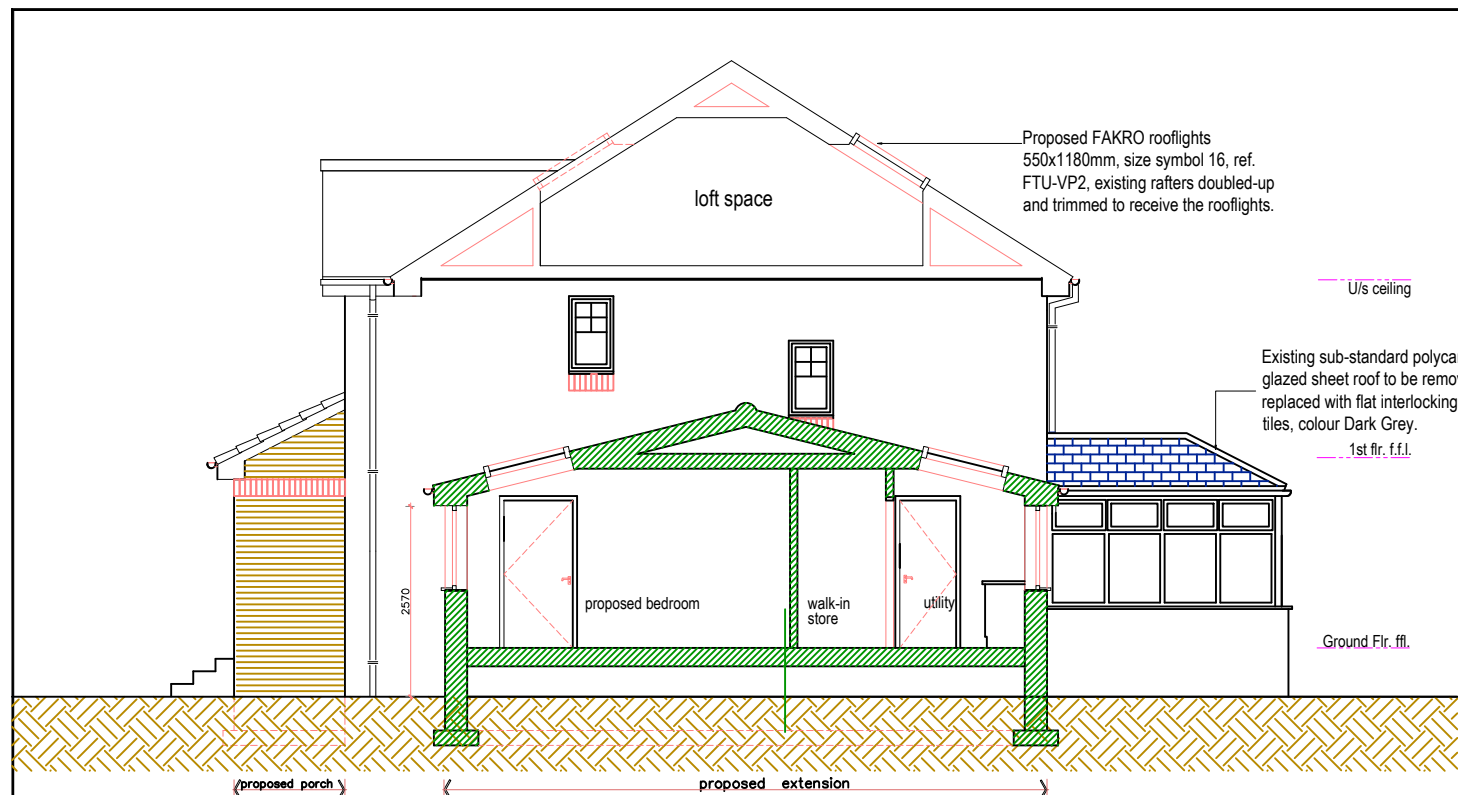 Proposed FAKRO rooflights
550x1180mm, size symbol 16, ref.
FTU-VP2, existing rafters doubled-up
and trimmed to receive the rooflights.
loft space
U/s ceiling
Existing sub-standard
glazed sheet roof to be
replaced with flat interlocking
tiles, colour Dark Grey.
1st flr. f.f.l.
2570
proposed bedroom
walk-in
store
utility
Ground Flr. ffl.
proposed porch
proposed extension